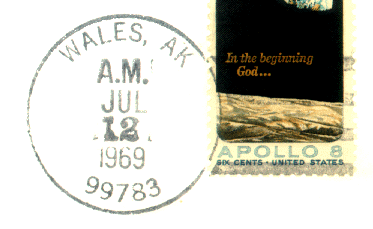 WALES, AK
A.M.
JUL
12
1969
99783
In the beginning
God...
APOLLO 8
SIX CENTS · UNITED STATES